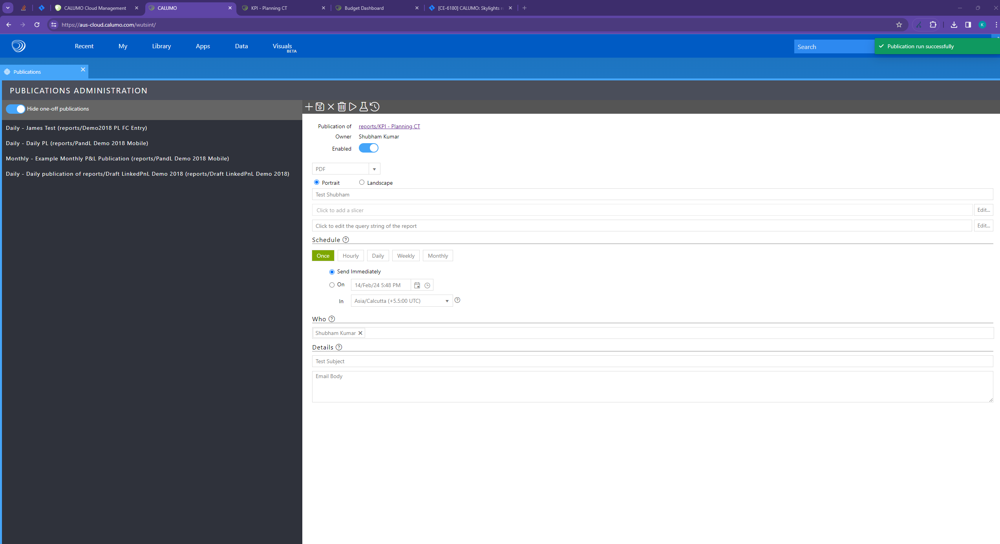 CALUMO Cloud Management
CALUMO
KPI - Planning CT
Budget Dashboard
[CE-6180] CALUMO: Skylights
https://aus-cloud.calumo.com/wutsint/
K
Recent
My
Library
Apps
Data
Visuals
BETA
Search
Publication run successfully
Publications
PUBLICATIONS ADMINISTRATION
Hide one-off publications
Daily - James Test (reports/Demo2018 PL FC Entry)
Daily - Daily PL (reports/PandL Demo 2018 Mobile)
Monthly - Example Monthly P&L Publication (reports/PandL Demo 2018 Mobile)
Daily - Daily publication of reports/Draft LinkedPnL Demo 2018 (reports/Draft LinkedPnL Demo 2018)
Publication of reports/KPI - Planning CT
Owner Shubham Kumar
Enabled
PDF
Portrait Landscape
Test Shubham
Click to add a slicer Edit...
Click to edit the query string of the report Edit...
Schedule ?
Once Hourly Daily Weekly Monthly
Send Immediately
On 14/Feb/24 5:48 PM
In Asia/Calcutta (+5.5:00 UTC) ?
Who ?
Shubham Kumar
Details ?
Test Subject
Email Body